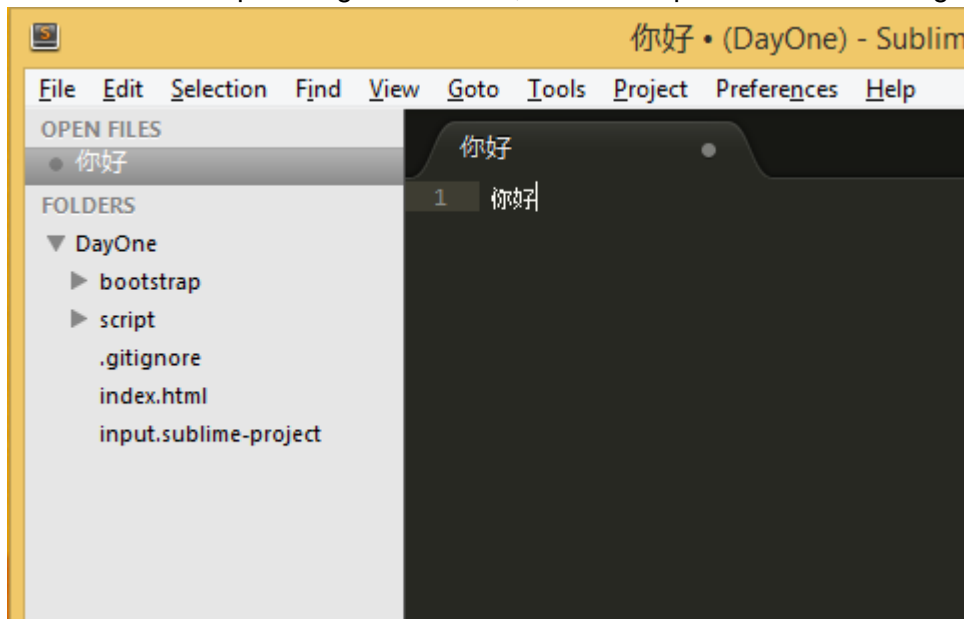 你好 • (DayOne) - Sublim
File Edit Selection Find View Goto Tools Project Preferences Help
OPEN FILES
你好
FOLDERS
DayOne
bootstrap
script
.gitignore
index.html
input.sublime-project
你好
1 你好